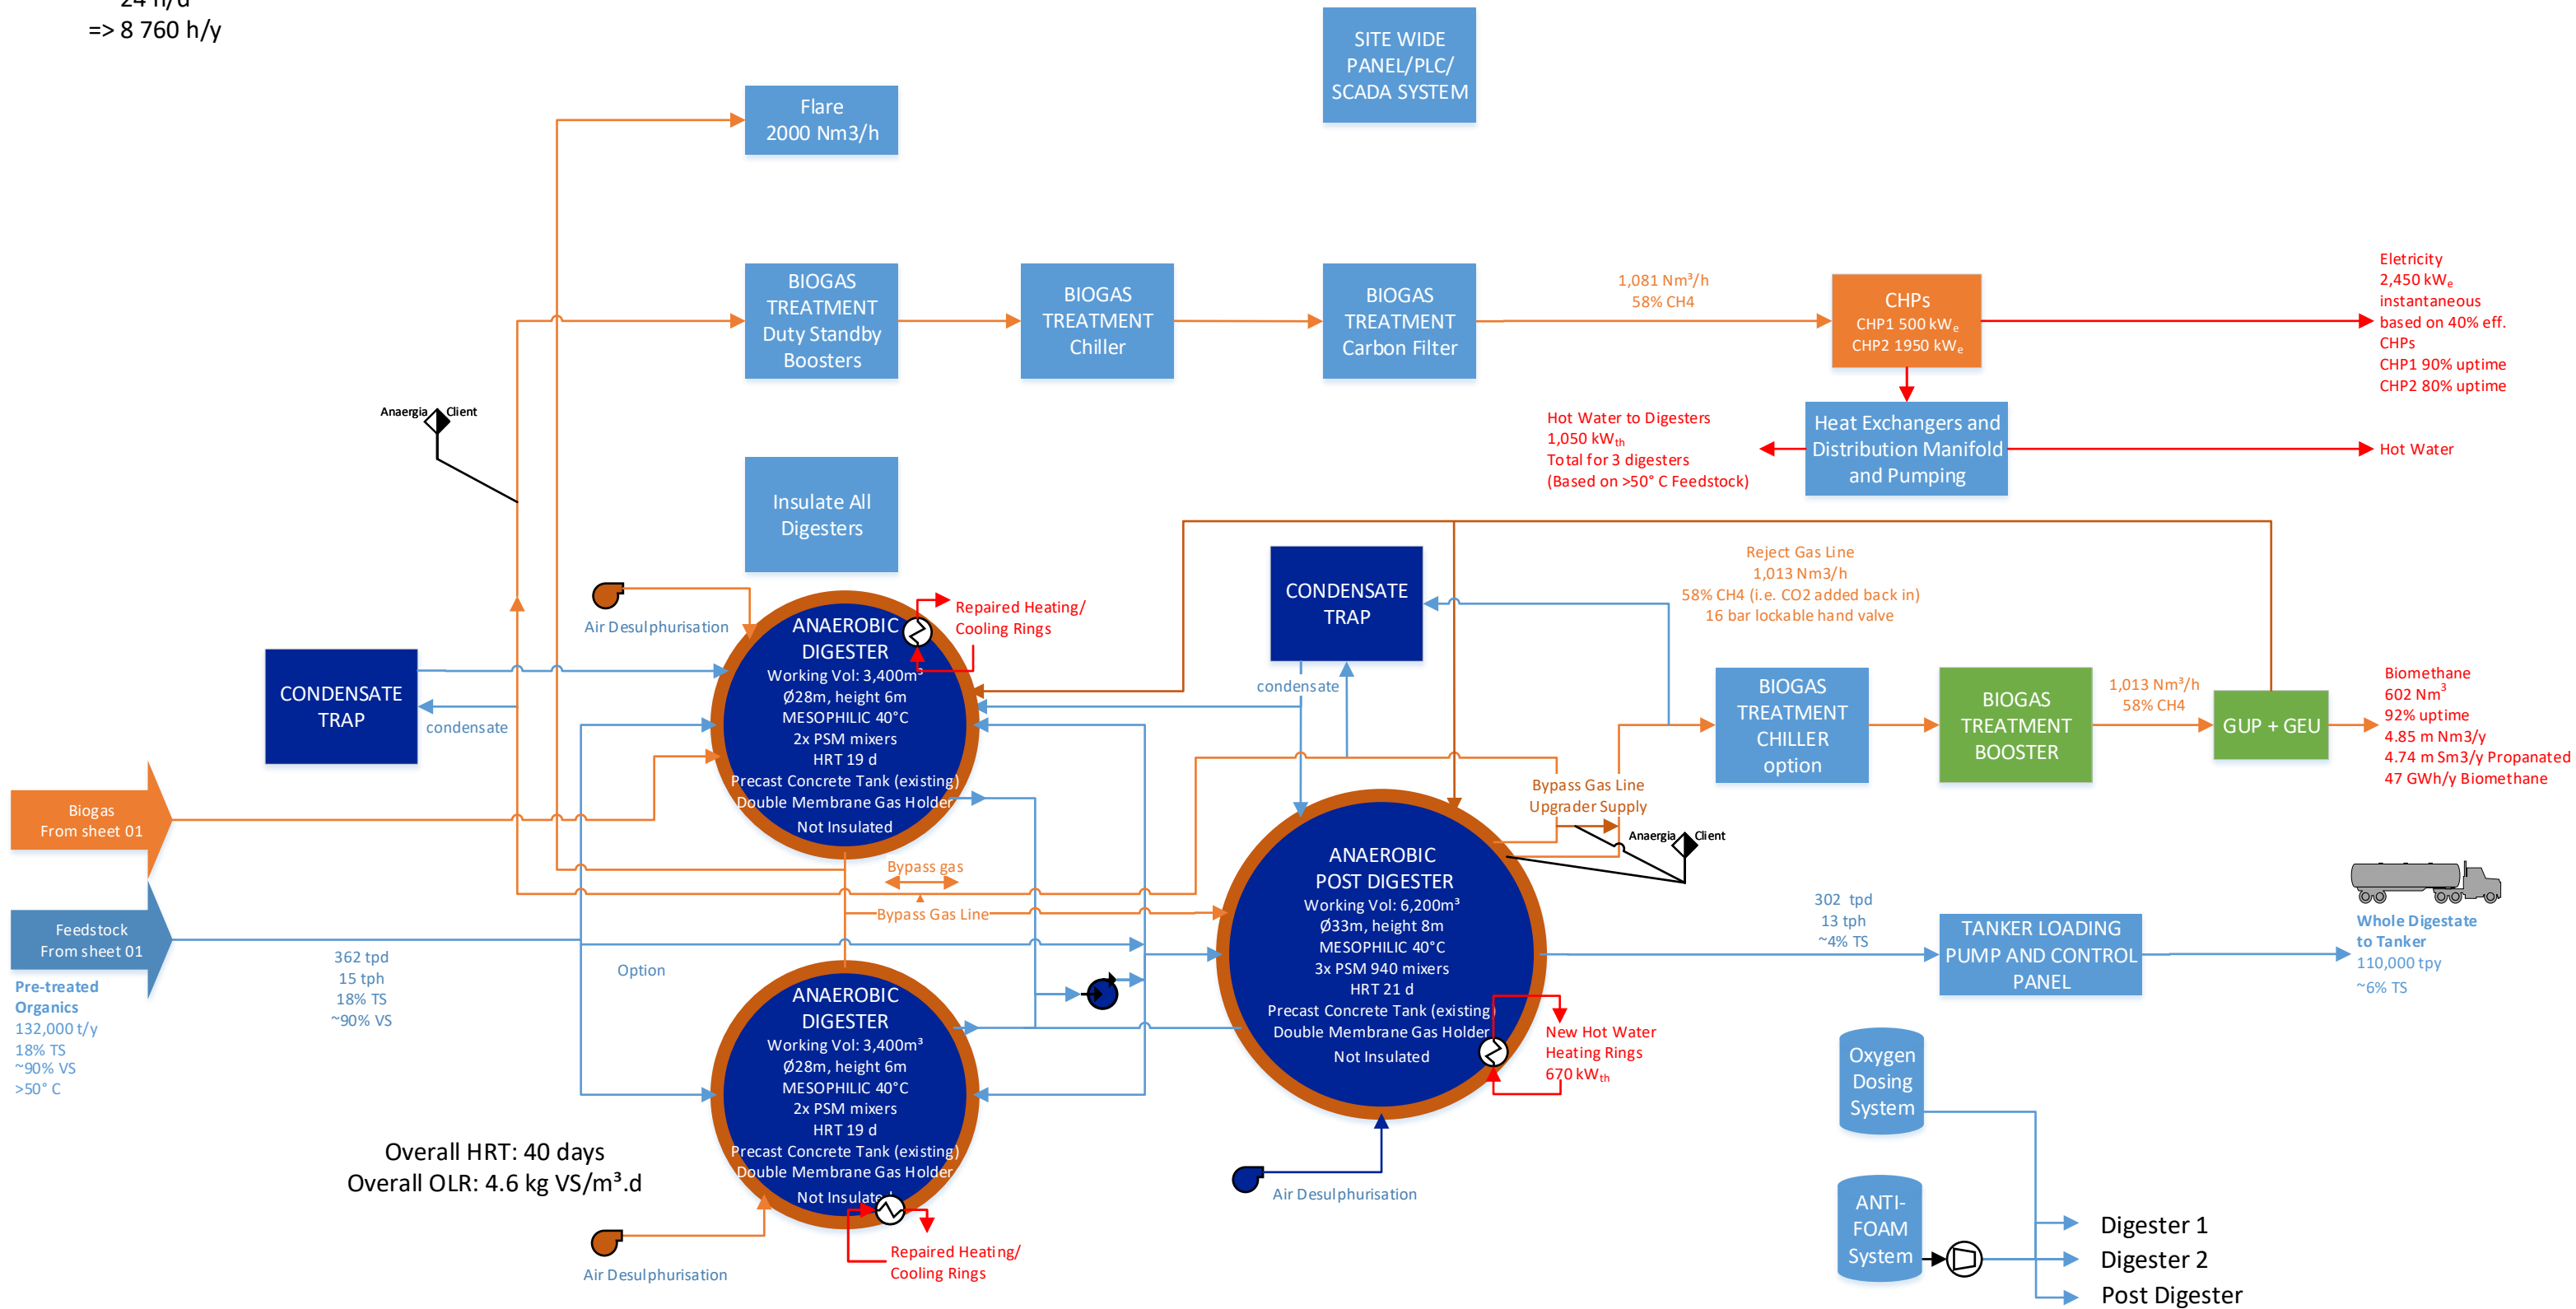 24 h/d
=> 8 760 h/y
SITE WIDE
PANEL/PLC/
SCADA SYSTEM
Flare
2000 Nm3/h
BIOGAS
TREATMENT
Duty Standby
Boosters
BIOGAS
TREATMENT
Chiller
BIOGAS
TREATMENT
Carbon Filter
1,081 Nm³/h
58% CH4
CHPs
CHP1 500 kWe
CHP2 1950 kWe
Eletricity
2,450 kWe
instantaneous
based on 40% eff.
CHPs
CHP1 90% uptime
CHP2 80% uptime
Anaergia
Client
Hot Water to Digesters
1,050 kWth
Total for 3 digesters
(Based on >50° C Feedstock)
Heat Exchangers and
Distribution Manifold
and Pumping
Hot Water
Insulate All
Digesters
Air Desulphurisation
Repaired Heating/
Cooling Rings
CONDENSATE
TRAP
condensate
ANAEROBIC
DIGESTER
Working Vol: 3,400m³
Ø28m, height 6m
MESOPHILIC 40°C
2x PSM mixers
HRT 19 d
Precast Concrete Tank (existing)
Double Membrane Gas Holder
Not Insulated
CONDENSATE
TRAP
condensate
Reject Gas Line
1,013 Nm3/h
58% CH4 (i.e. CO2 added back in)
16 bar lockable hand valve
BIOGAS
TREATMENT
CHILLER
option
BIOGAS
TREATMENT
BOOSTER
1,013 Nm³/h
58% CH4
GUP + GEU
Biomethane
602 Nm³
92% uptime
4.85 m Nm3/y
4.74 m Sm3/y Propanated
47 GWh/y Biomethane
Biogas
From sheet 01
Bypass Gas Line
Upgrader Supply
Anaergia
Client
Bypass gas
Bypass Gas Line
Feedstock
From sheet 01
Pre-treated
Organics
132,000 t/y
18% TS
~90% VS
>50° C
362 tpd
15 tph
18% TS
~90% VS
Option
ANAEROBIC
DIGESTER
Working Vol: 3,400m³
Ø28m, height 6m
MESOPHILIC 40°C
2x PSM mixers
HRT 19 d
Precast Concrete Tank (existing)
Double Membrane Gas Holder
Not Insulated
ANAEROBIC
POST DIGESTER
Working Vol: 6,200m³
Ø33m, height 8m
MESOPHILIC 40°C
3x PSM 940 mixers
HRT 21 d
Precast Concrete Tank (existing)
Double Membrane Gas Holder
Not Insulated
New Hot Water
Heating Rings
670 kWth
302 tpd
13 tph
~4% TS
TANKER LOADING
PUMP AND CONTROL
PANEL
Whole Digestate
to Tanker
110,000 tpy
~6% TS
Overall HRT: 40 days
Overall OLR: 4.6 kg VS/m³.d
Air Desulphurisation
Repaired Heating/
Cooling Rings
Air Desulphurisation
Oxygen
Dosing
System
ANTI-
FOAM
System
Digester 1
Digester 2
Post Digester